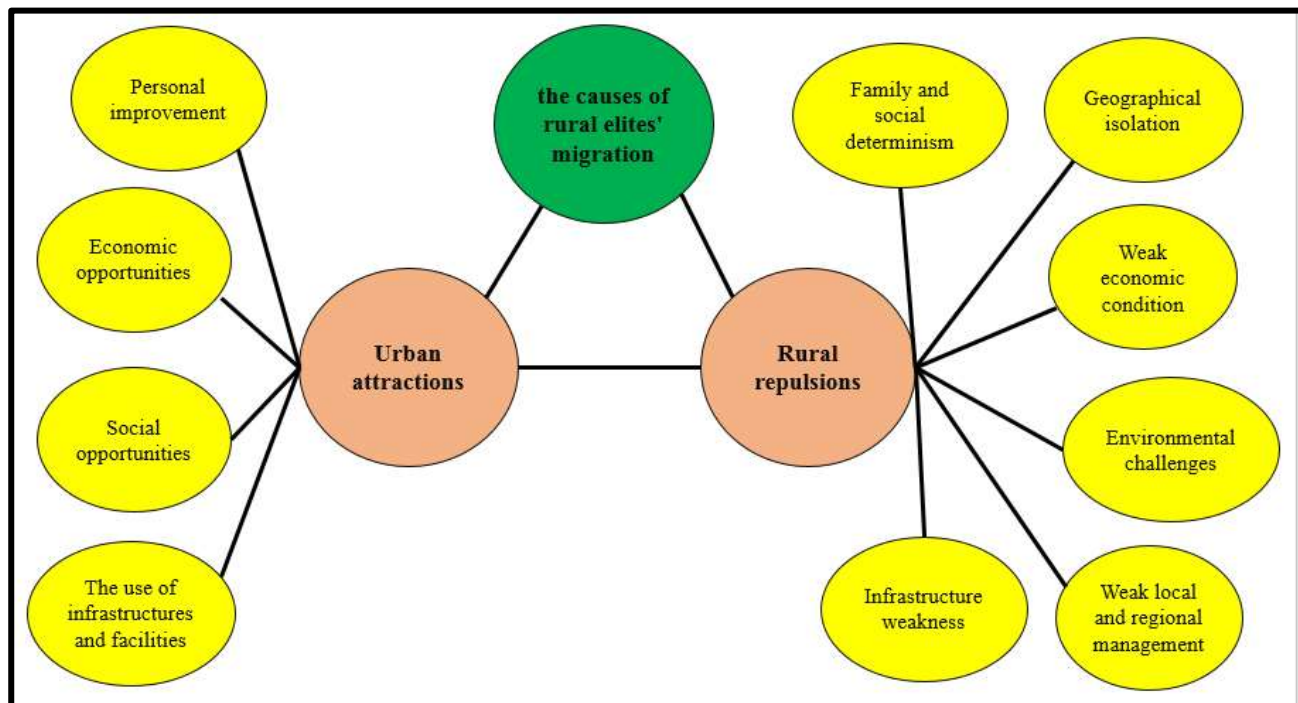 the causes of
rural elites'
migration
Personal
improvement
Economic
opportunities
Social
opportunities
The use of
infrastructures
and facilities
Urban
attractions
Rural
repulsions
Family and
social
determinism
Geographical
isolation
Weak
economic
condition
Environmental
challenges
Weak local
and regional
management
Infrastructure
weakness